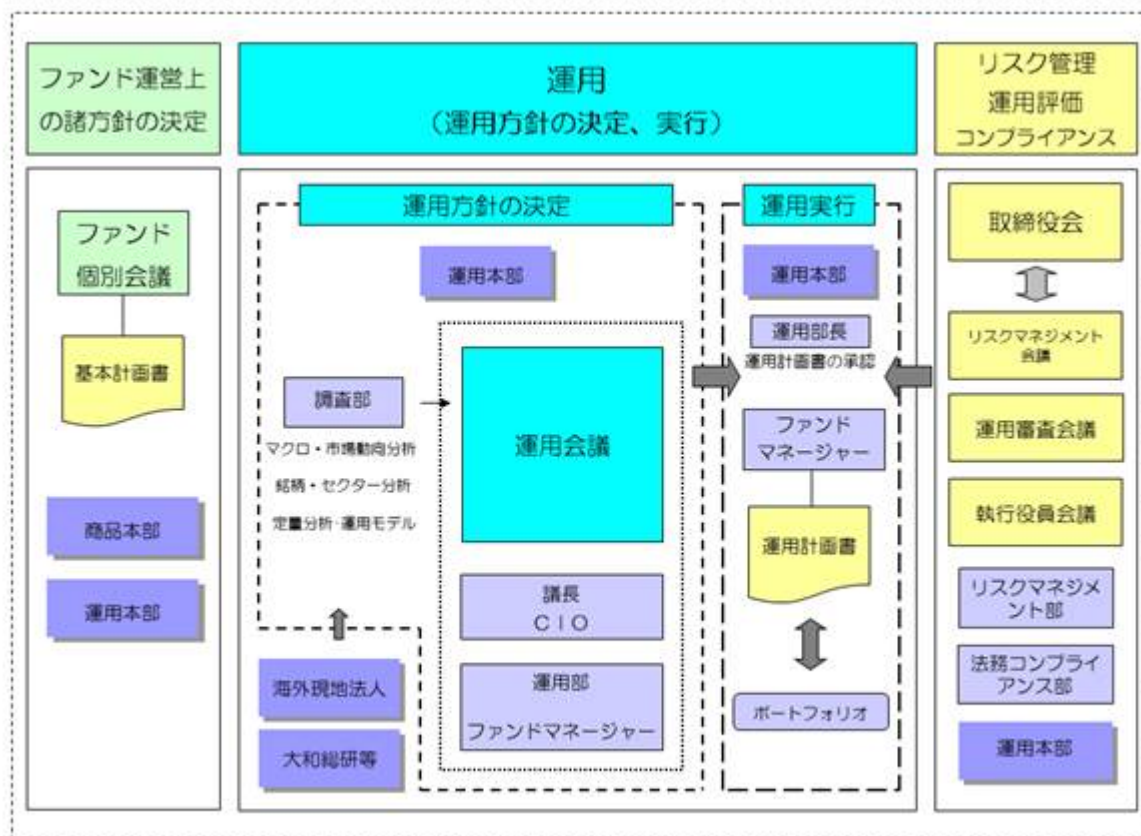 ファンド運営上
の諸方針の決定
運用
（運用方針の決定、実行）
リスク管理
運用評価
コンプライアンス
ファンド
個別会議
基本計画書
商品本部
運用本部
運用方針の決定
運用本部
調査部
マクロ・市場動向分析
銘柄・セクター分析
定量分析・運用モデル
運用会議
議長
ＣＩＯ
運用部
ファンドマネージャー
海外現地法人
大和総研等
運用実行
運用本部
運用部長
運用計画書の承認
ファンド
マネージャー
運用計画書
ポートフォリオ
取締役会
リスクマネジメント
会議
運用審査会議
執行役員会議
リスクマネジメ
ント部
法務コンプライ
アンス部
運用本部